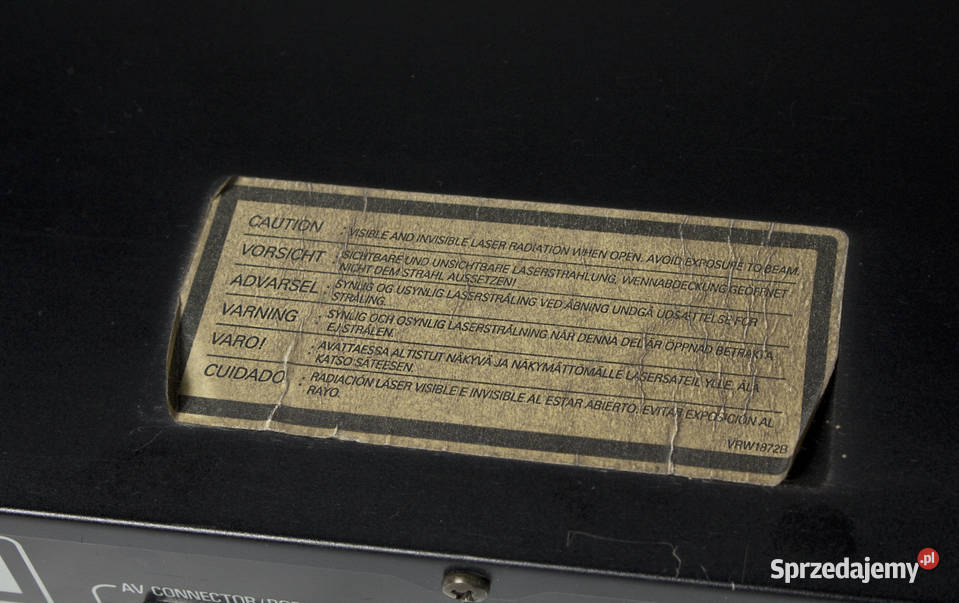 CAUTION : VISIBLE AND INVISIBLE LASER RADIATION WHEN OPEN. AVOID EXPOSURE TO BEAM.
VORSICHT : SICHTBARE UND UNSICHTBARE LASERSTRAHLUNG, WENNABDECKUNG GEÖFFNET
NICHT DEM STRAHL AUSSETZEN!
ADVARSEL : SYNLIG OG USYNLIG LASERSTRÅLING VED ÅBNING UNDGÅ UDSÆTTELSE FOR
STRÅLING.
VARNING : SYNLIG OCH OSYNLIG LASERSTRÅLNING NÄR DENNA DEL ÄR ÖPPNAD BETRAKTA
EJ STRÅLEN.
VARO! : AVATTAESSA ALTISTUT NÄKYVÄ JA NÄKYMÄTTÖMÄLLE LASERSÄTEILYLLE. ÄLÄ
KATSO SÄTEESEN.
CUIDADO : RADIACIÓN LÁSER VISIBLE E INVISIBLE AL ESTAR ABIERTO. EVITAR EXPOSICIÓN AL
RAYO.
VRW1872B
AV CONNECTOR
Sprzedajemy.pl